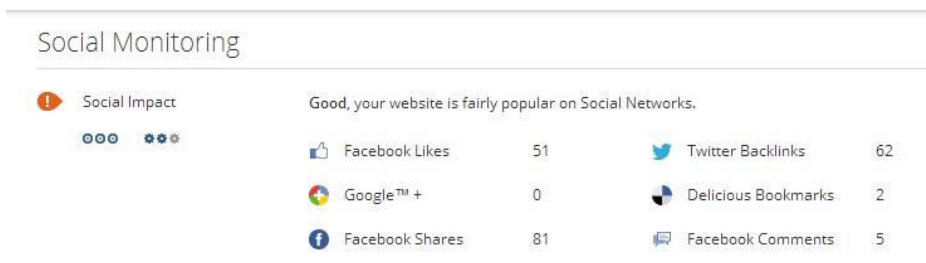 Social Monitoring
Social Impact
Good, your website is fairly popular on Social Networks.
Facebook Likes 51 Twitter Backlinks 62
Google™ + 0 Delicious Bookmarks 2
Facebook Shares 81 Facebook Comments 5